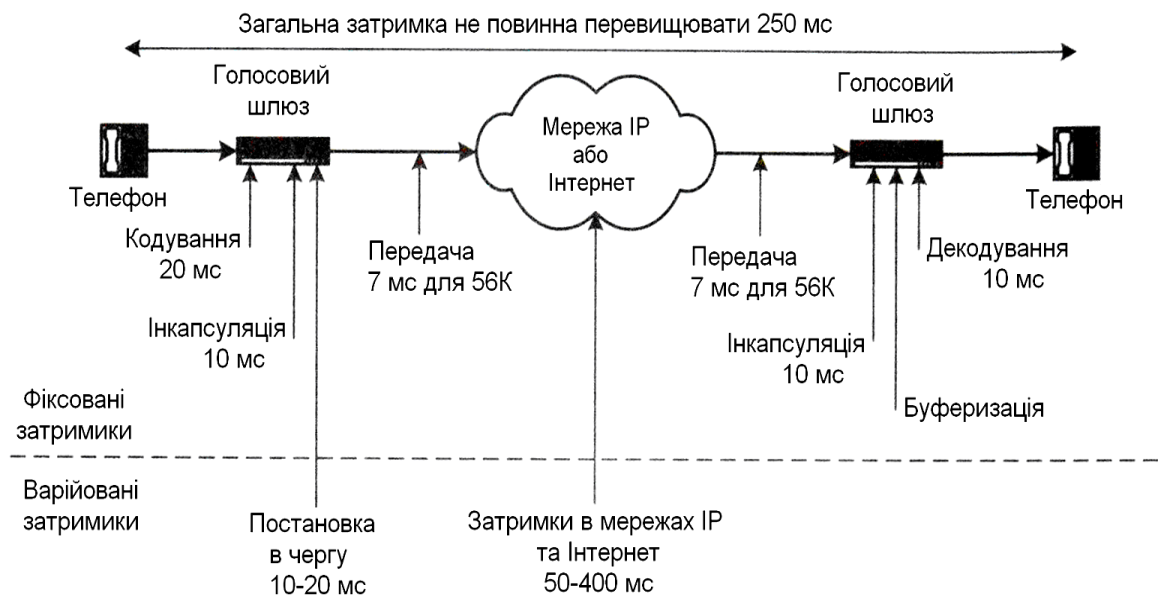 Загальна затримка не повинна перевищювати 250 мс
Голосовий
шлюз
Голосовий
шлюз
Мережа IP
або
Інтернет
Телефон
Телефон
Кодування
20 мс
Передача
7 мс для 56К
Передача
7 мс для 56К
Декодування
10 мс
Інкапсуляція
10 мс
Інкапсуляція
10 мс
Буферизація
Фіксовані
затримики
Варійовані
затримики
Постановка
в чергу
10-20 мс
Затримки в мережах IP
та Інтернет
50-400 мс